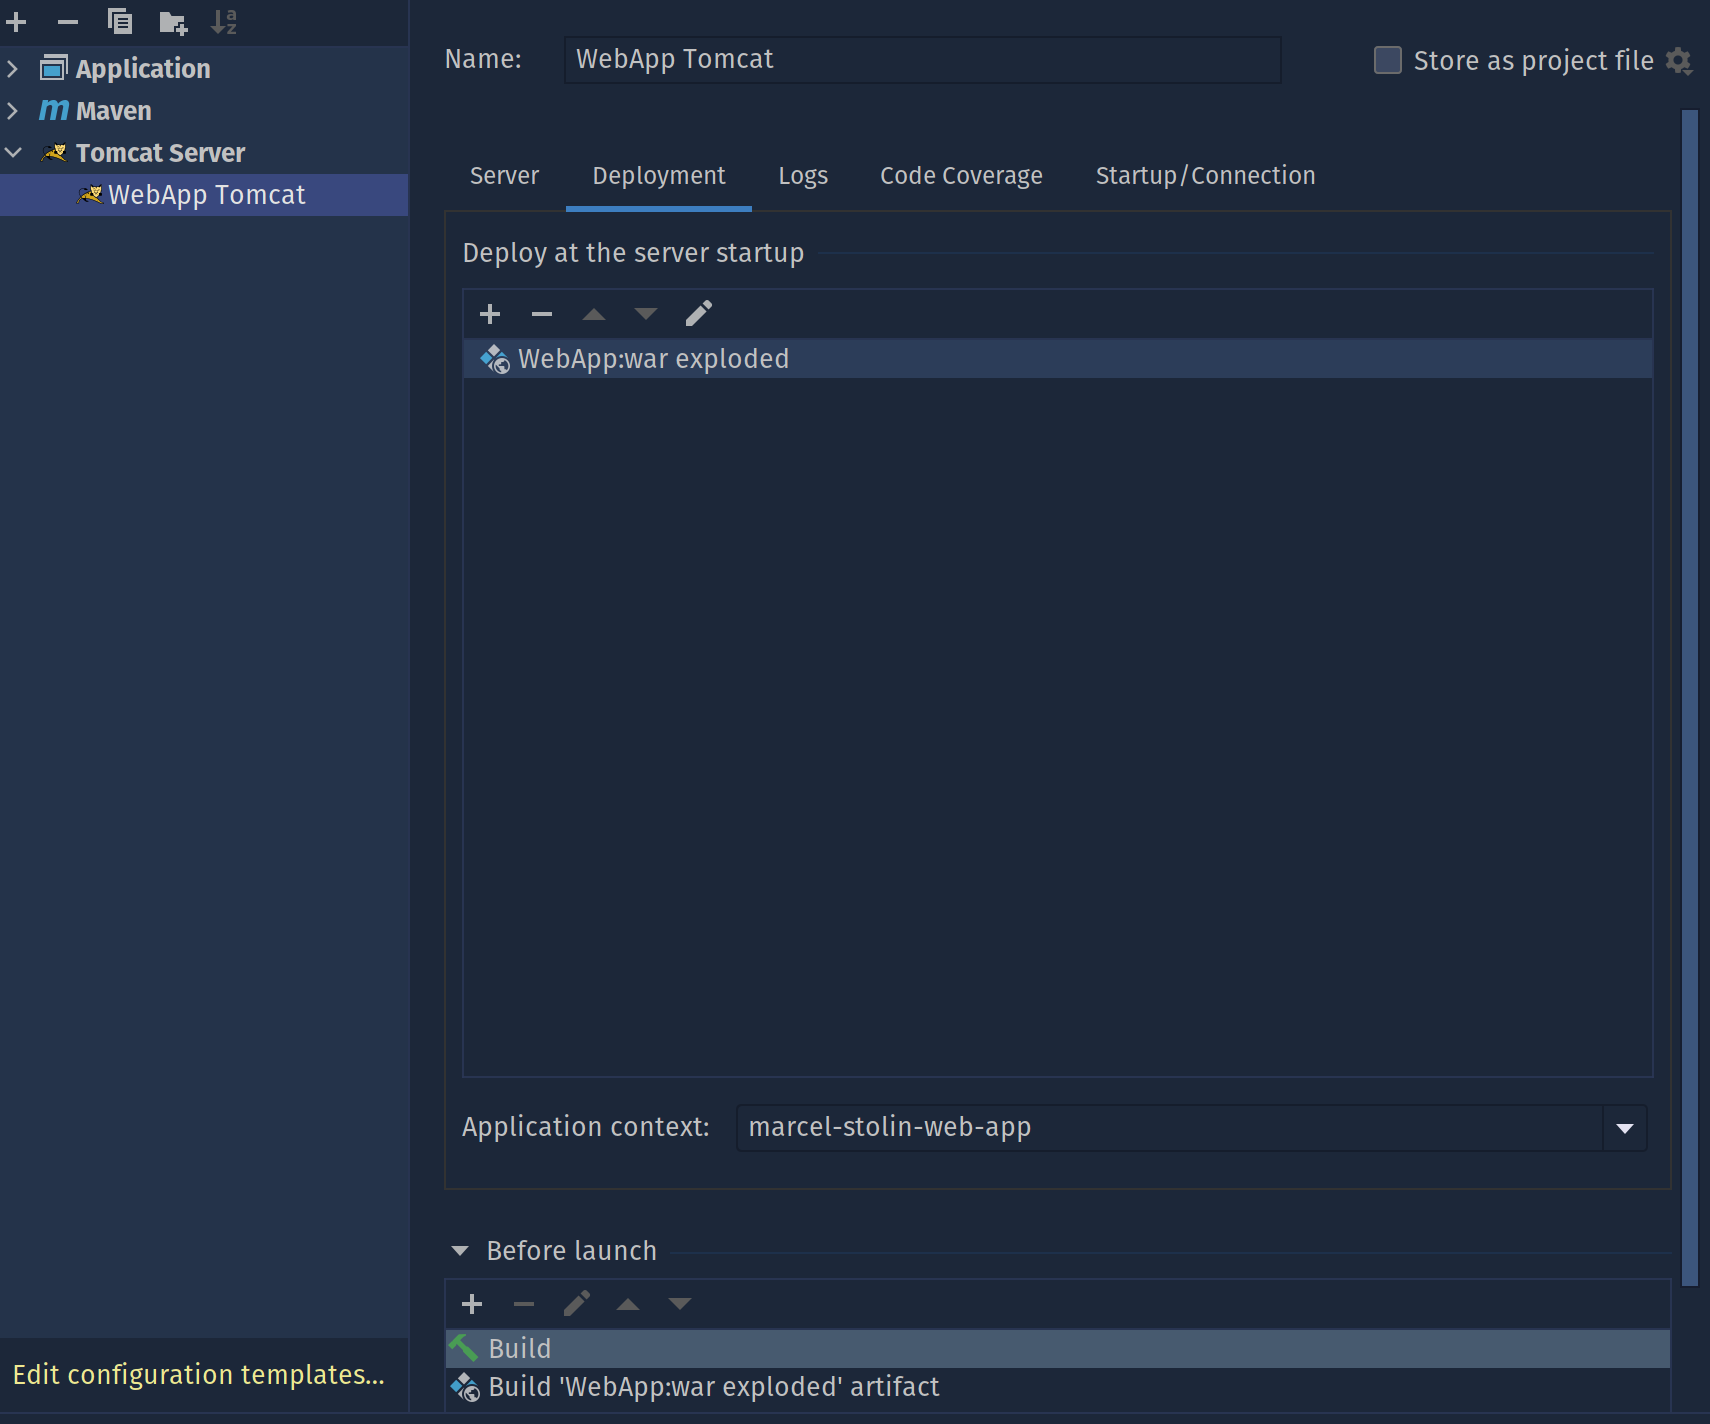 Application
Maven
Tomcat Server
WebApp Tomcat
Edit configuration templates...
Name: WebApp Tomcat
Store as project file
Server Deployment Logs Code Coverage Startup/Connection
Deploy at the server startup
WebApp:war exploded
Application context: marcel-stolin-web-app
Before launch
Build
Build 'WebApp:war exploded' artifact